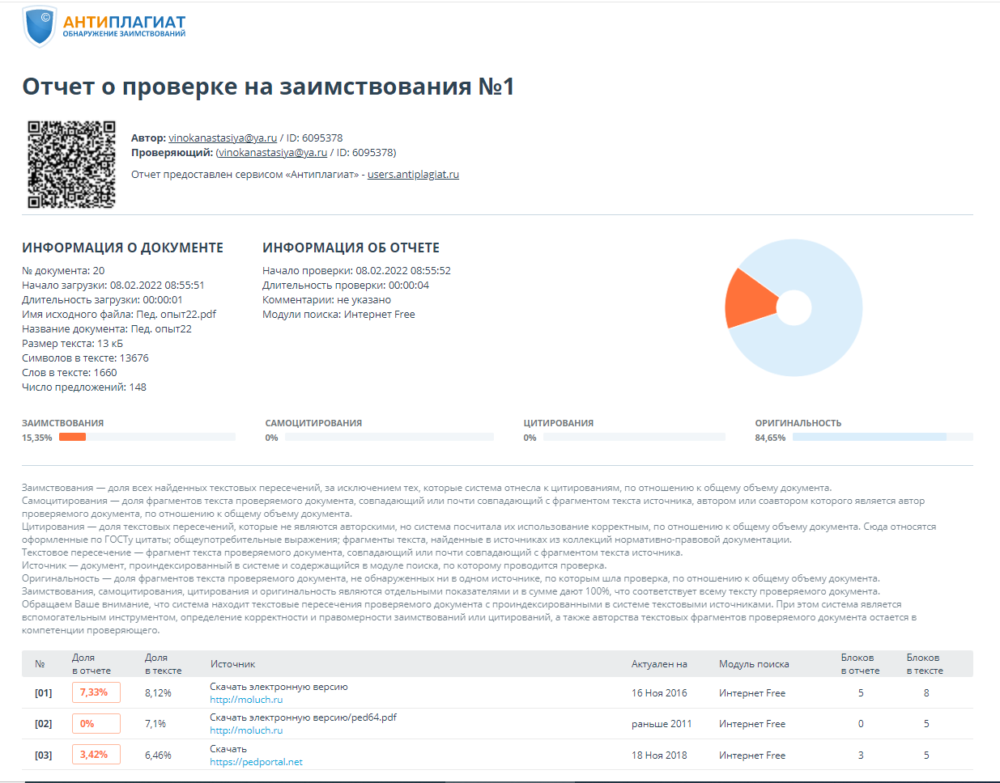 ©
АНТИПЛАГИАТ
ОБНАРУЖЕНИЕ ЗАИМСТВОВАНИЙ
Отчет о проверке на заимствования №1
Автор: vinokanastasiya@ya.ru / ID: 6095378
Проверяющий: (vinokanastasiya@ya.ru / ID: 6095378)
Отчет предоставлен сервисом «Антиплагиат» - users.antiplagiat.ru
ИНФОРМАЦИЯ О ДОКУМЕНТЕ
№ документа: 20
Начало загрузки: 08.02.2022 08:55:51
Длительность загрузки: 00:00:01
Имя исходного файла: Пед. опыт22.pdf
Название документа: Пед. опыт22
Размер текста: 13 кБ
Символов в тексте: 13676
Слов в тексте: 1660
Число предложений: 148
ИНФОРМАЦИЯ ОБ ОТЧЕТЕ
Начало проверки: 08.02.2022 08:55:52
Длительность проверки: 00:00:04
Комментарии: не указано
Модули поиска: Интернет Free
ЗАИМСТВОВАНИЯ
15,35%
САМОЦИТИРОВАНИЯ
0%
ЦИТИРОВАНИЯ
0%
ОРИГИНАЛЬНОСТЬ
84,65%
Заимствования — доля всех найденных текстовых пересечений, за исключением тех, которые система отнесла к цитированиям, по отношению к общему объему документа.
Самоцитирования — доля фрагментов текста проверяемого документа, совпадающий или почти совпадающий с фрагментом текста источника, автором или соавтором которого является автор
проверяемого документа, по отношению к общему объему документа.
Цитирования — доля текстовых пересечений, которые не являются авторскими, но система посчитала их использование корректным, по отношению к общему объему документа. Сюда относятся
оформленные по ГОСТу цитаты; общеупотребительные выражения; фрагменты текста, найденные в источниках из коллекций нормативно-правовой документации.
Текстовое пересечение — фрагмент текста проверяемого документа, совпадающий или почти совпадающий с фрагментом текста источника.
Источник — документ, проиндексированный в системе и содержащийся в модуле поиска, по которому проводится проверка.
Оригинальность — доля фрагментов текста проверяемого документа, не обнаруженных ни в одном источнике, по которым шла проверка, по отношению к общему объему документа.
Заимствования, самоцитирования, цитирования и оригинальность являются отдельными показателями и в сумме дают 100%, что соответствует всему тексту проверяемого документа.
Обращаем Ваше внимание, что система находит текстовые пересечения проверяемого документа с проиндексированными в системе текстовыми источниками. При этом система является
вспомогательным инструментом, определение корректности и правомерности заимствований или цитирований, а также авторства текстовых фрагментов проверяемого документа остается в
компетенции проверяющего.
№ Доля в отчете Доля в тексте Источник Актуален на Модуль поиска Блоков в отчете Блоков в тексте
[01] 7,33% 8,12% Скачать электронную версию 16 Ноя 2016 Интернет Free 5 8
http://moluch.ru
[02] 0% 7,1% Скачать электронную версию/ped64.pdf раньше 2011 Интернет Free 0 5
http://moluch.ru
[03] 3,42% 6,46% Скачать 18 Ноя 2018 Интернет Free 3 5
https://pedportal.net